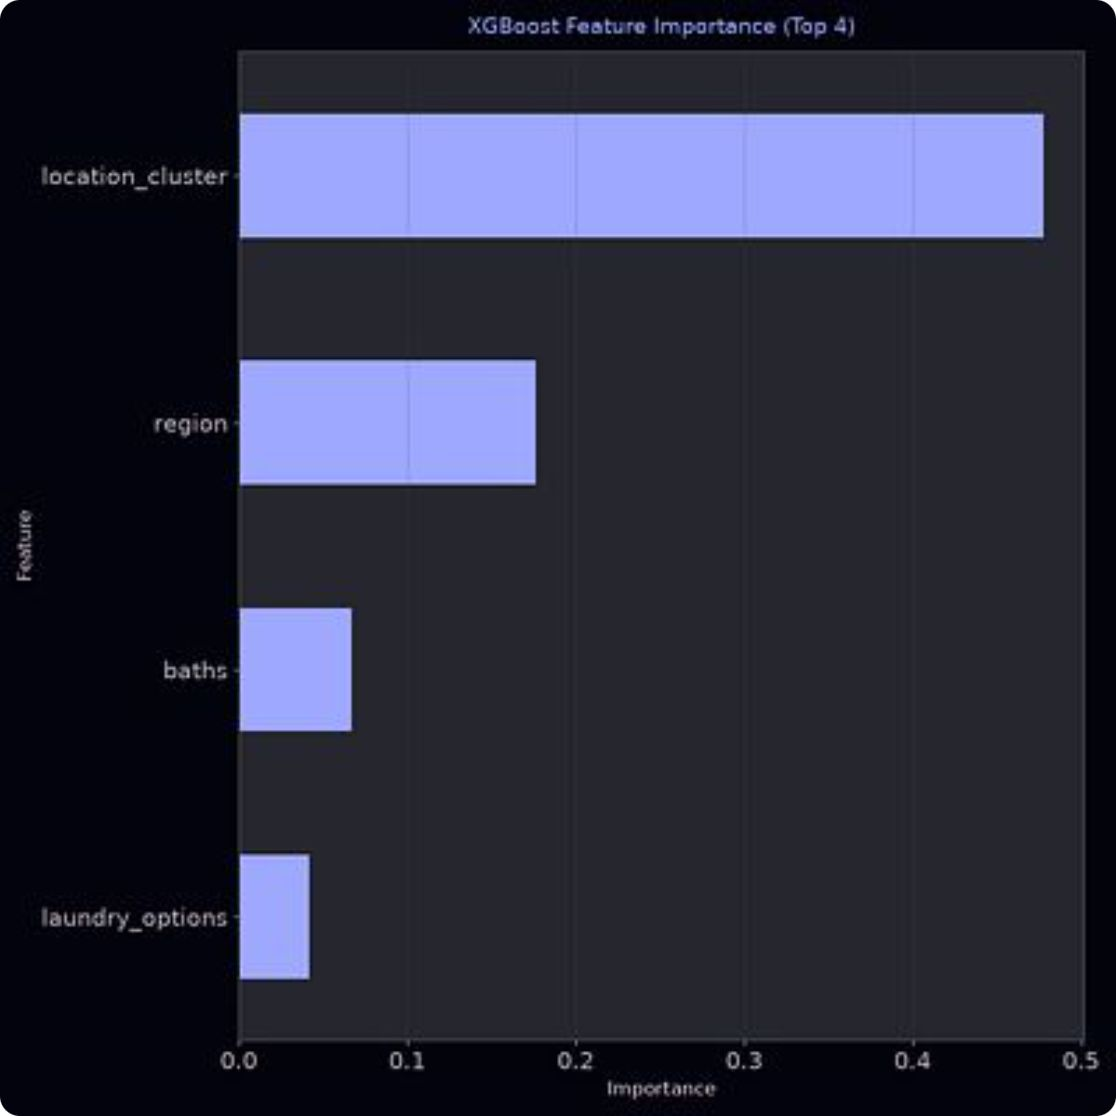 XGBoost Feature Importance (Top 4)
location_cluster
region
baths
laundry_options
Feature
0.0 0.1 0.2 0.3 0.4 0.5
Importance